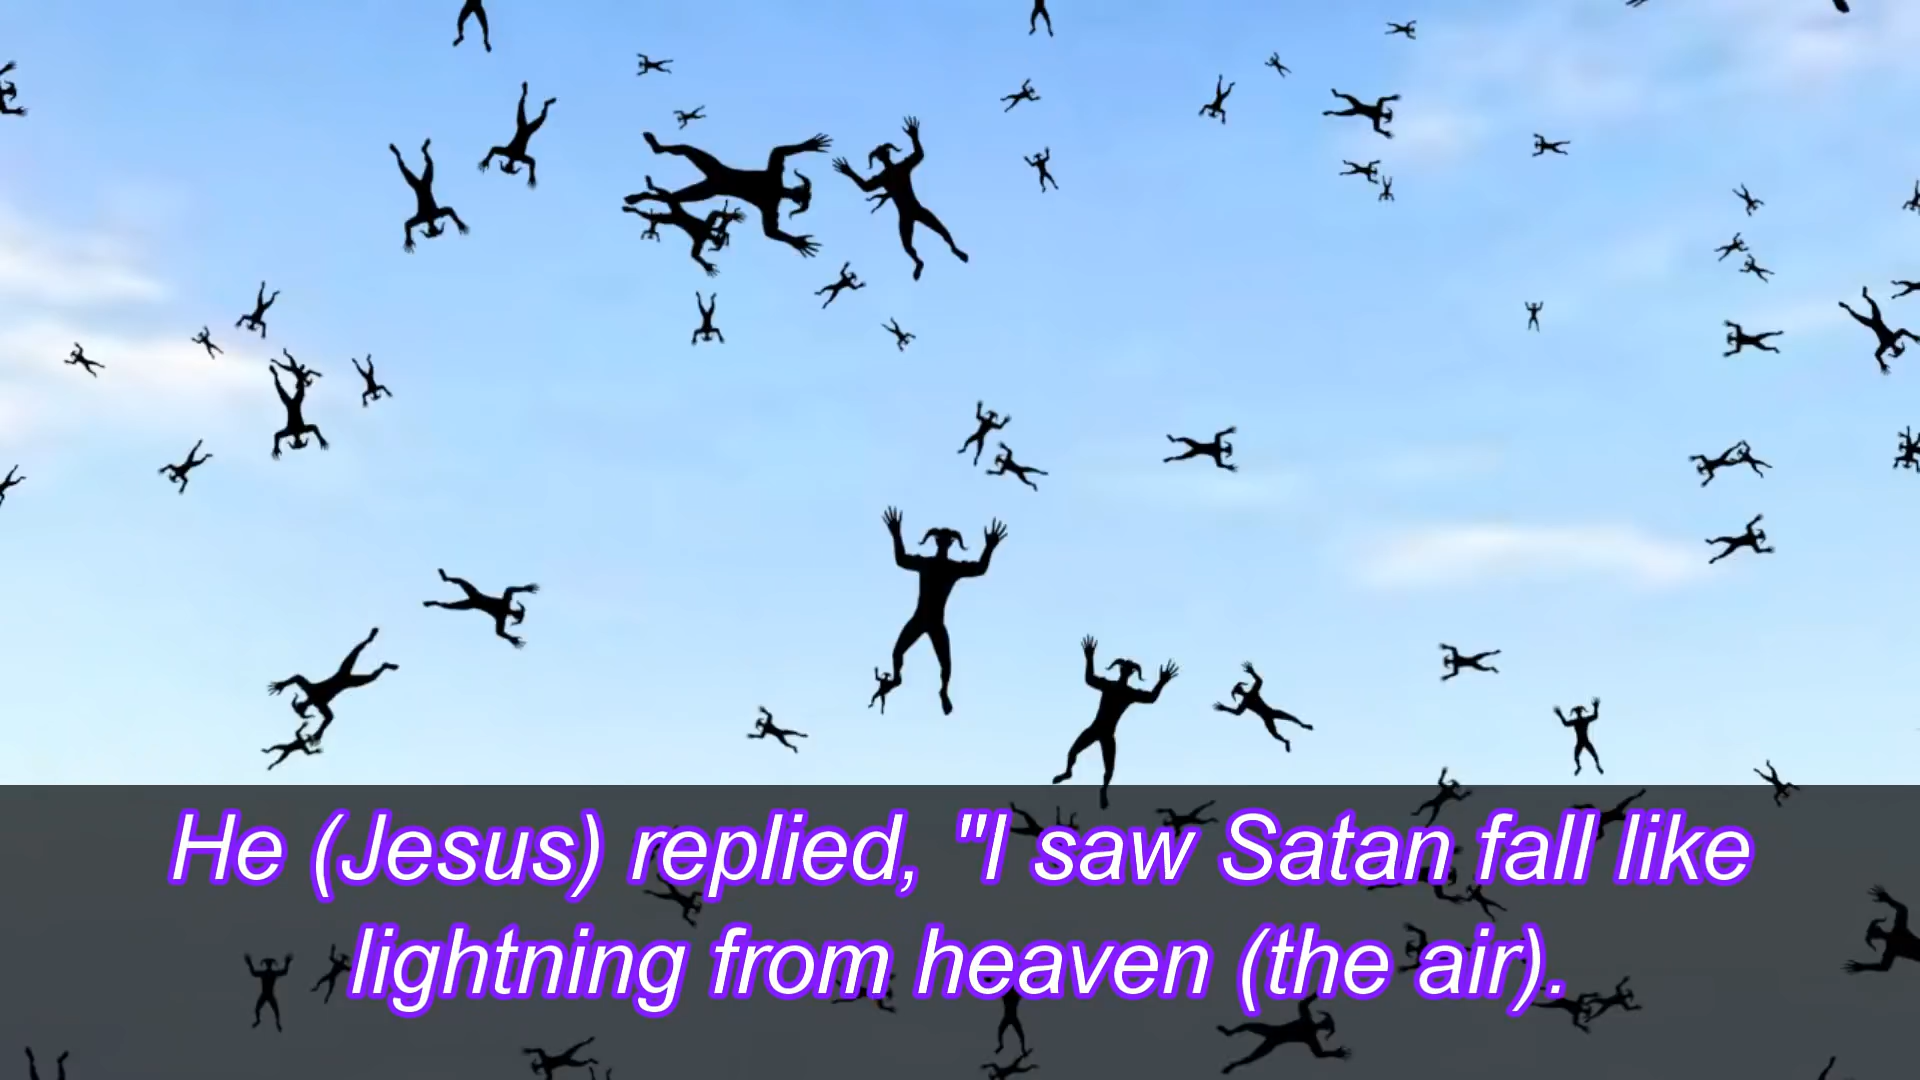 He (Jesus) replied, "I saw Satan fall like
lightning from heaven (the air).